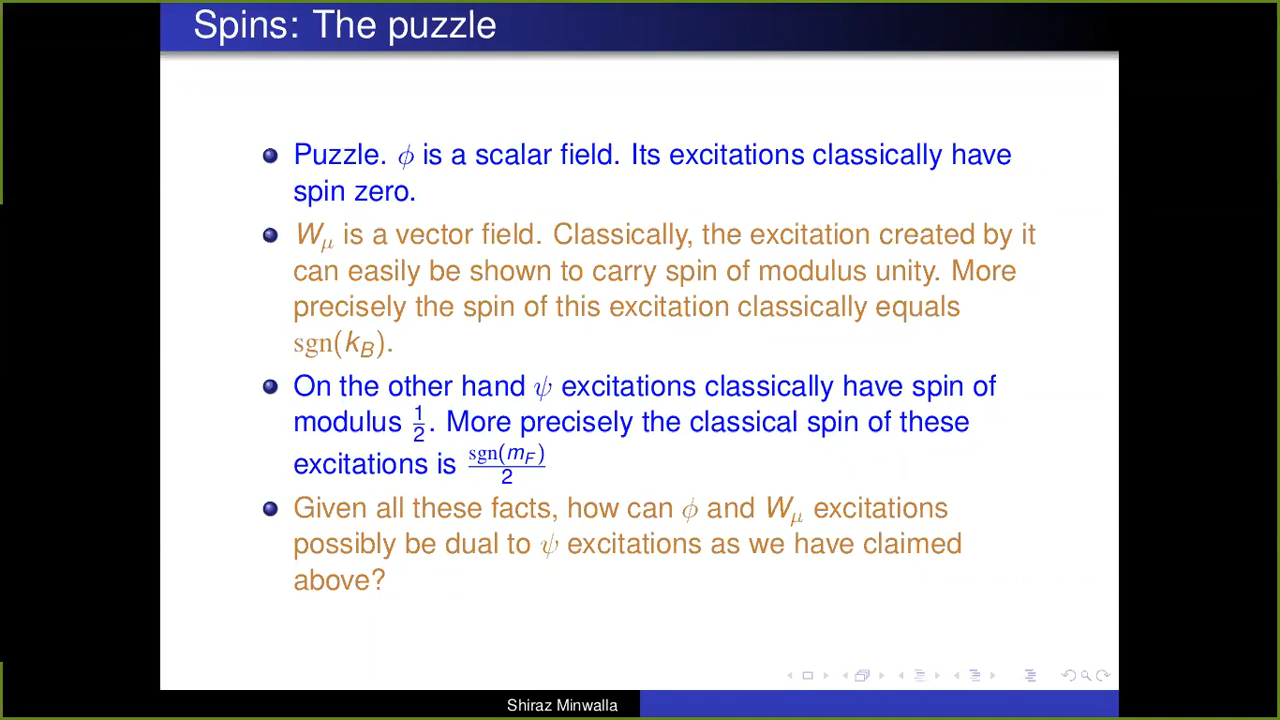 Spins: The puzzle
Puzzle. ϕ is a scalar field. Its excitations classically have
spin zero.
W_μ is a vector field. Classically, the excitation created by it
can easily be shown to carry spin of modulus unity. More
precisely the spin of this excitation classically equals
sgn(k_B).
On the other hand ψ excitations classically have spin of
modulus 1/2. More precisely the classical spin of these
excitations is sgn(m_F)/2
Given all these facts, how can ϕ and W_μ excitations
possibly be dual to ψ excitations as we have claimed
above?
Shiraz Minwalla